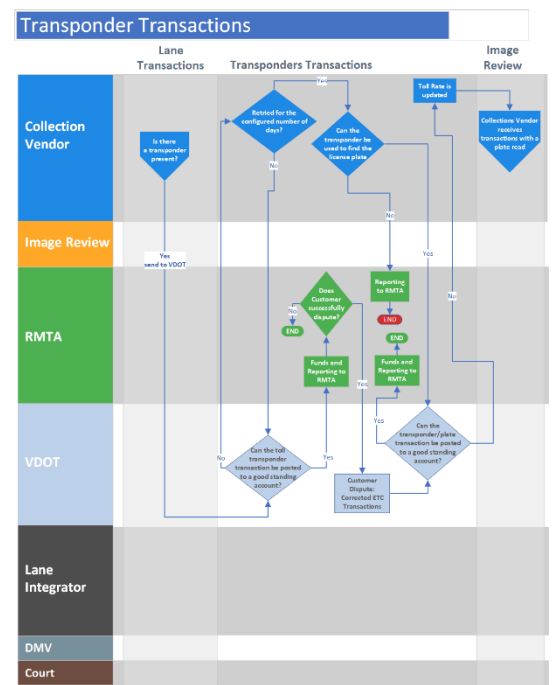 Transponder Transactions
Lane
Transactions
Transponders Transactions
Image
Review
Collection
Vendor
Is there
a transponder
present?
Retried for the
configured number of
days?
Yes
Can the
transponder be
used to find the
license plate
Toll Rate is
updated
Collections Vendor
receives
transactions with a
plate read
No
No
Image Review
Yes
send to VDOT
Yes
RMTA
Does
Customer
successfully
dispute?
No
END
Reporting
to RMTA
END
END
No
Funds and
Reporting to
RMTA
Funds and
Reporting to
RMTA
Yes
VDOT
Can the toll
transponder
transaction be posted
to a good standing
account?
No
Yes
Yes
Can the
transponder/plate
transaction be posted
to a good standing
account?
Customer
Dispute:
Corrected ETC
Transactions
Lane
Integrator
DMV
Court